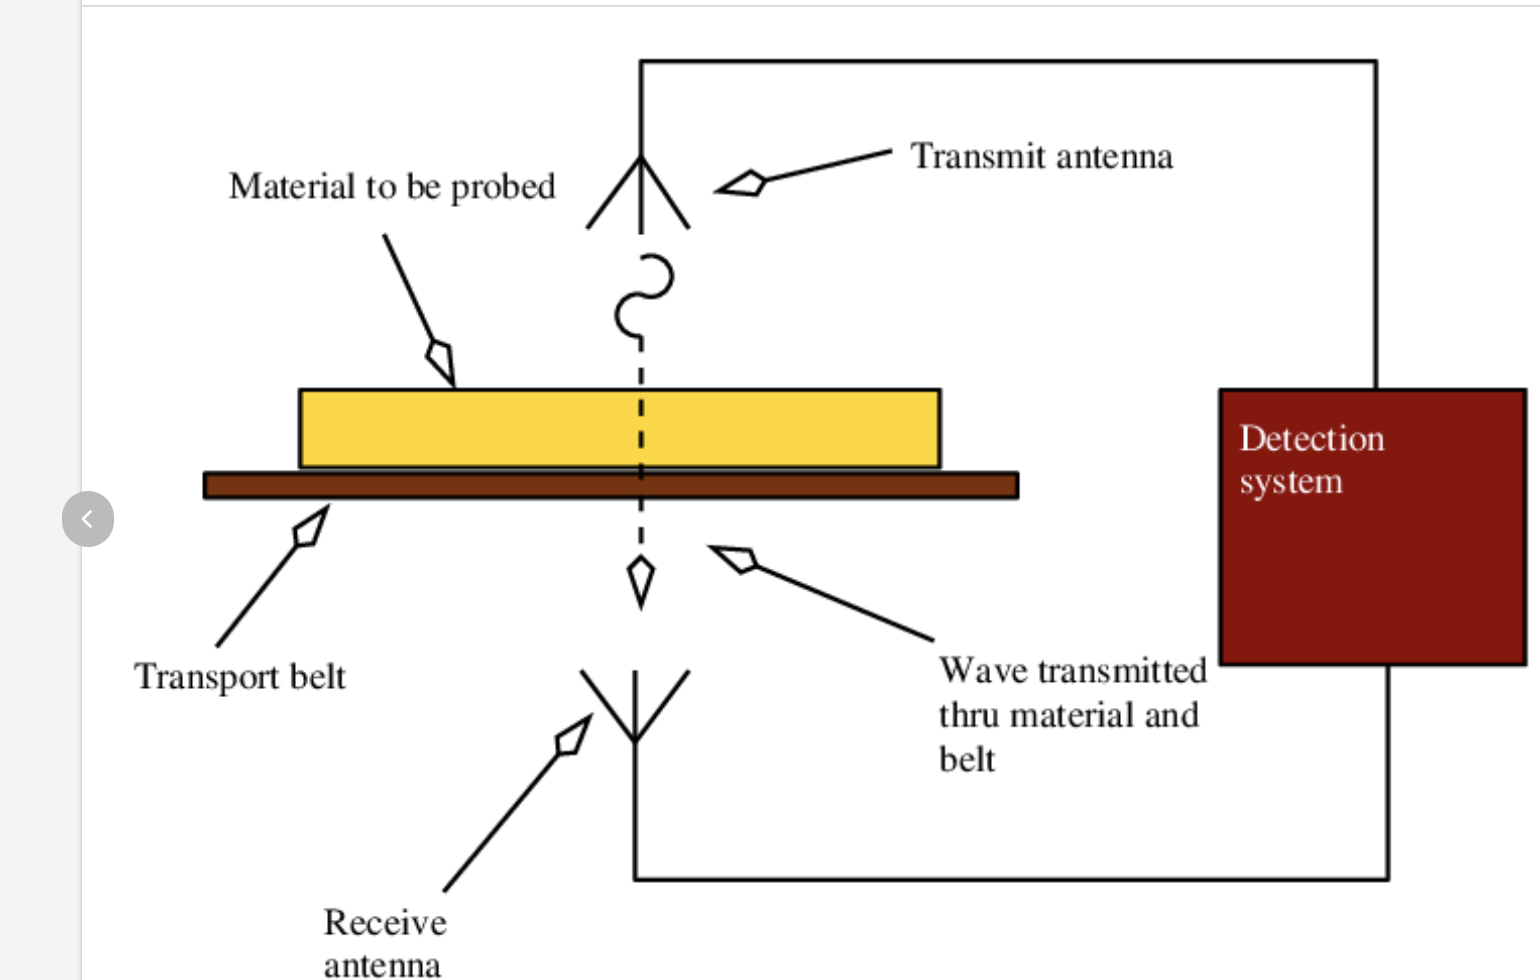 Transmit antenna
Material to be probed
Detection
system
Wave transmitted
thru material and
belt
Transport belt
Receive
antenna